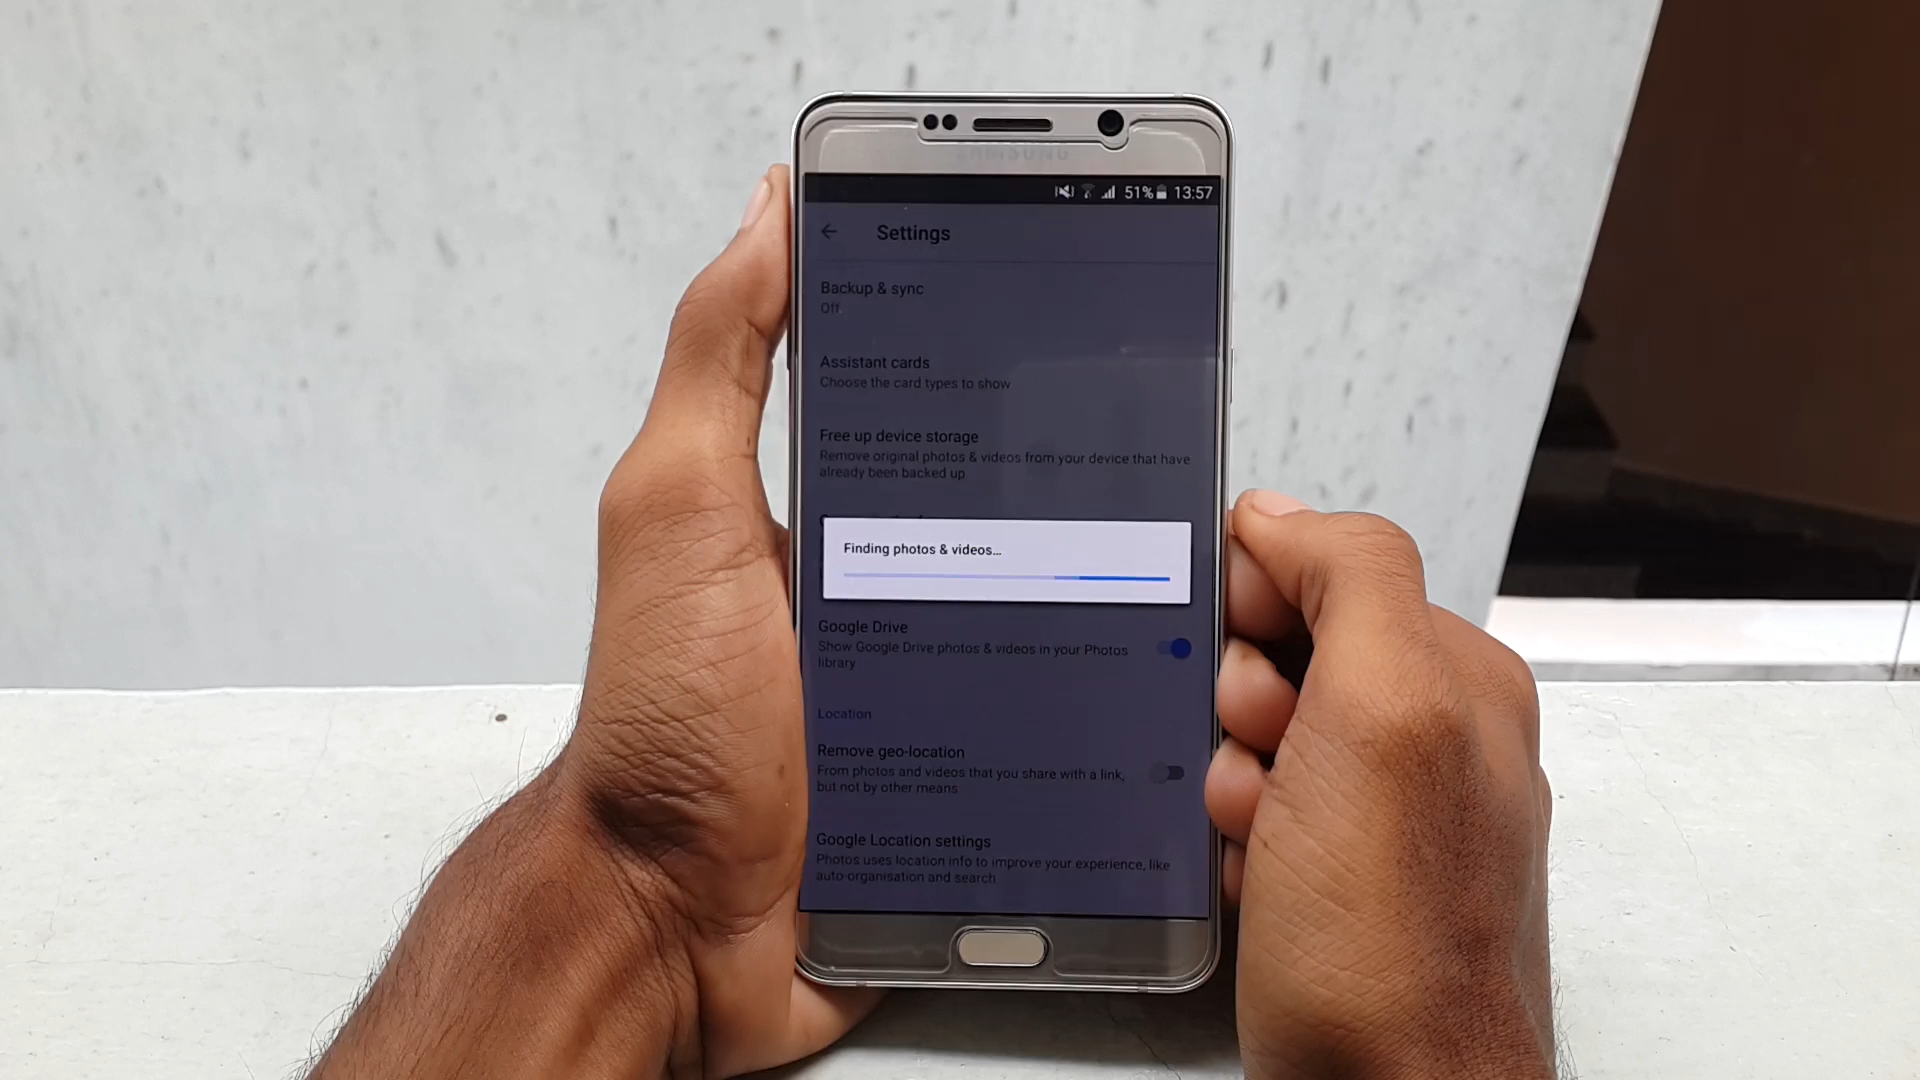 SAMSUNG
51% 13:57
Settings
Backup & sync
Off
Assistant cards
Choose the card types to show
Free up device storage
Remove original photos & videos from your device that have
already been backed up
Finding photos & videos...
Google Drive
Show Google Drive photos & videos in your Photos
library
Location
Remove geo-location
From photos and videos that you share with a link,
but not by other means
Google Location settings
Photos uses location info to improve your experience, like
auto-organisation and search